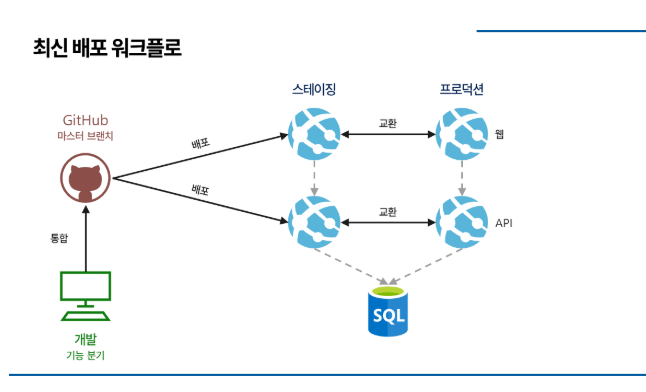 최신 배포 워크플로
스테이징
프로덕션
GitHub
마스터 브랜치
배포
교환
웹
배포
교환
API
통합
SQL
개발
기능 분기